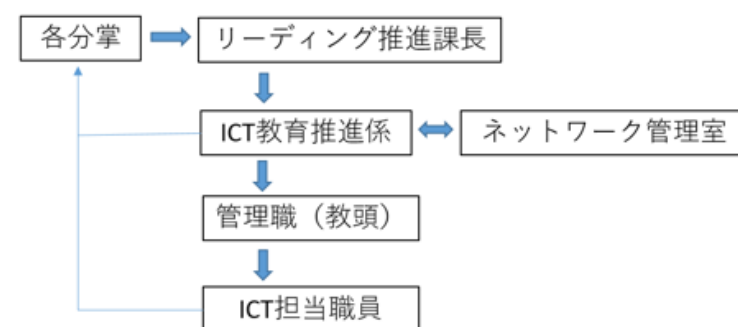 各分掌
リーディング推進課長
ICT教育推進係
ネットワーク管理室
管理職（教頭）
ICT担当職員